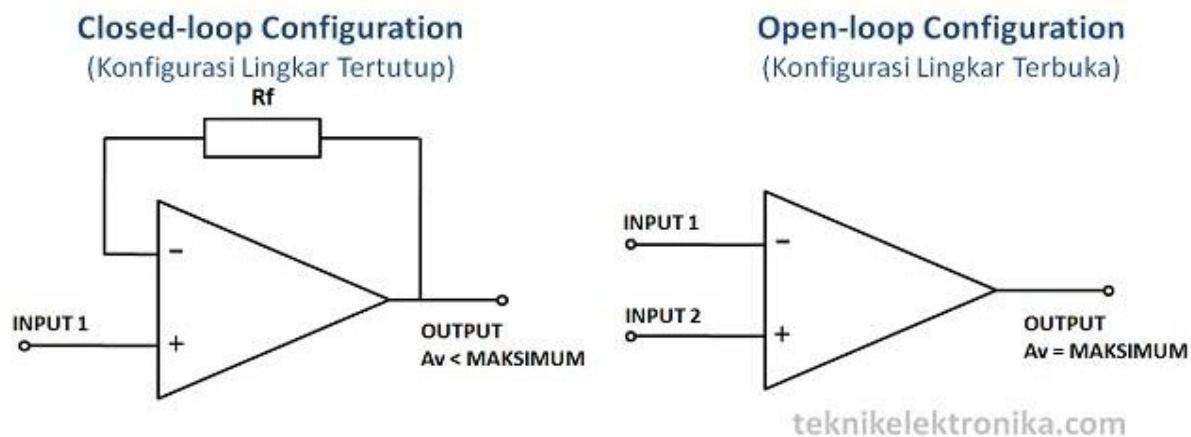 Closed-loop Configuration
(Konfigurasi Lingkar Tertutup)
Rf
-
+
INPUT 1
OUTPUT
Av < MAKSIMUM
Open-loop Configuration
(Konfigurasi Lingkar Terbuka)
INPUT 1
-
INPUT 2
+
OUTPUT
Av = MAKSIMUM
teknikelektronika.com